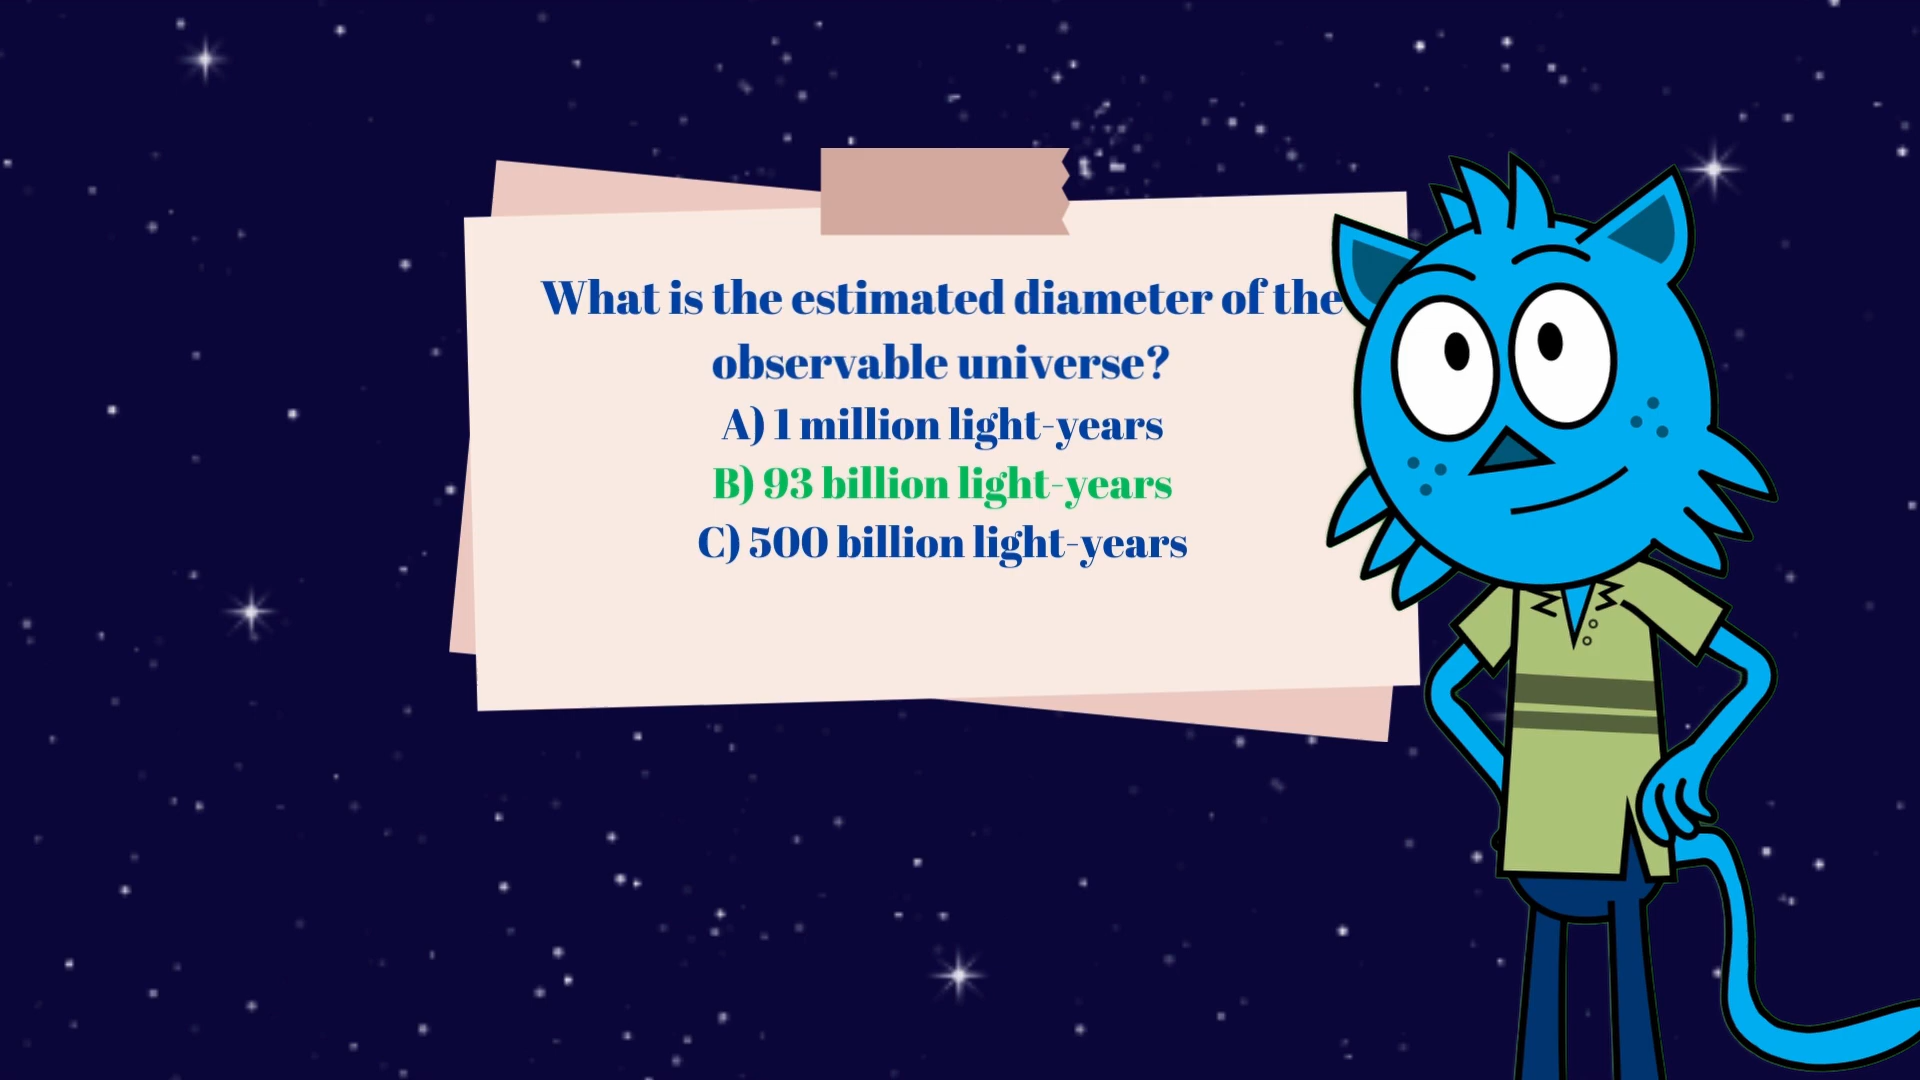 What is the estimated diameter of the
observable universe?
A) 1 million light-years
B) 93 billion light-years
C) 500 billion light-years